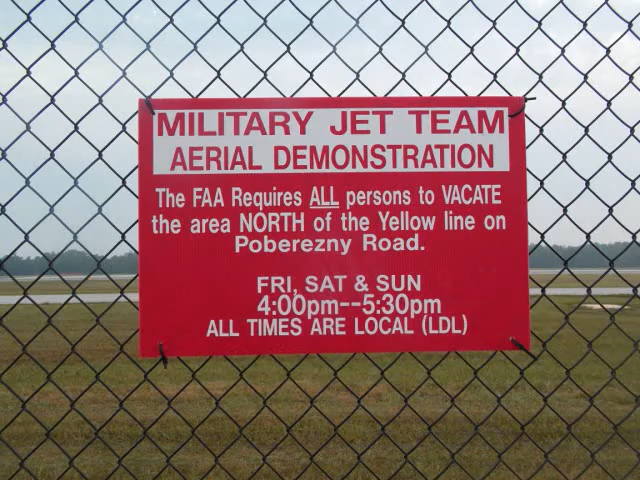 MILITARY JET TEAM
AERIAL DEMONSTRATION
The FAA Requires ALL persons to VACATE
the area NORTH of the Yellow line on
Poberezny Road.
FRI, SAT & SUN
4:00pm--5:30pm
ALL TIMES ARE LOCAL (LDL)